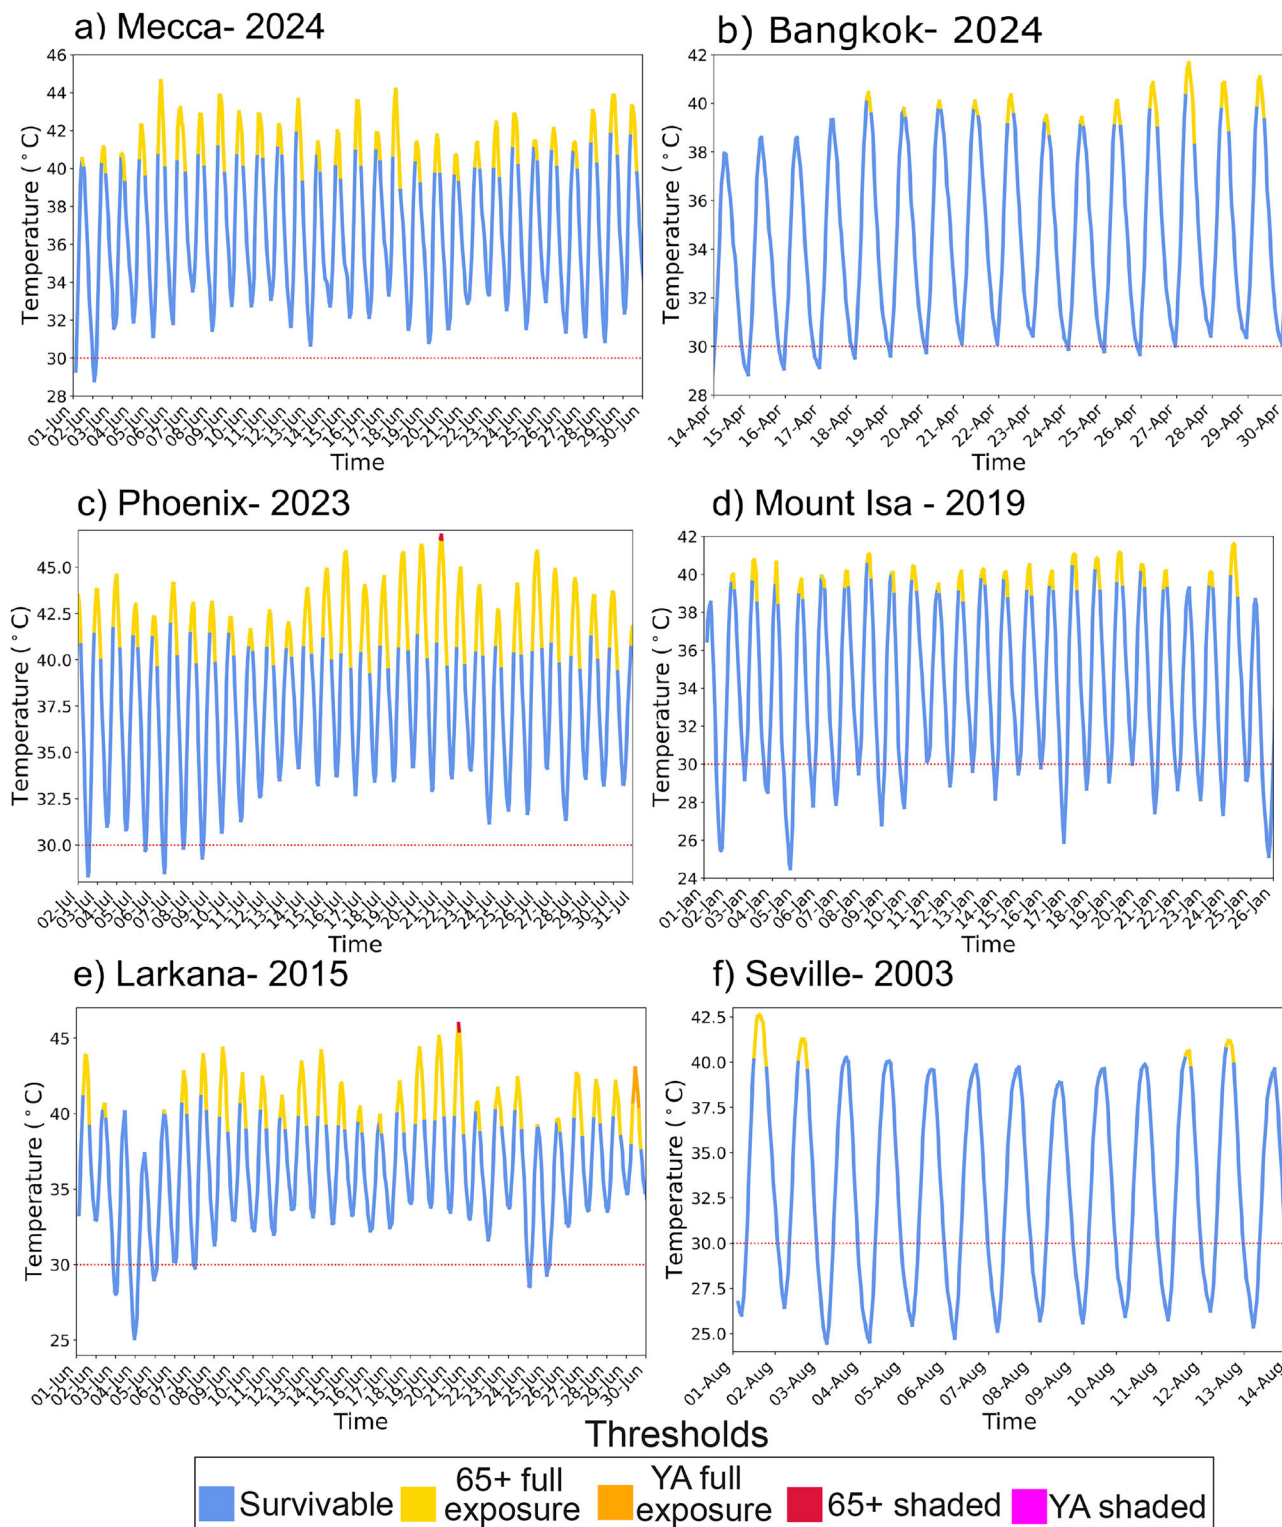 a) Mecca- 2024
46
44
42
40
38
36
34
32
30
28
Temperature (°C)
01-Jun
02-Jun
03-Jun
04-Jun
05-Jun
06-Jun
07-Jun
08-Jun
09-Jun
10-Jun
11-Jun
12-Jun
13-Jun
14-Jun
15-Jun
16-Jun
17-Jun
18-Jun
19-Jun
20-Jun
21-Jun
22-Jun
23-Jun
24-Jun
25-Jun
26-Jun
27-Jun
28-Jun
29-Jun
30-Jun
Time
b) Bangkok- 2024
42
40
38
36
34
32
30
28
Temperature (°C)
14-Apr
15-Apr
16-Apr
17-Apr
18-Apr
19-Apr
20-Apr
21-Apr
22-Apr
23-Apr
24-Apr
25-Apr
26-Apr
27-Apr
28-Apr
29-Apr
30-Apr
Time
c) Phoenix- 2023
45.0
42.5
40.0
37.5
35.0
32.5
30.0
Temperature (°C)
02-Jul
03-Jul
04-Jul
05-Jul
06-Jul
07-Jul
08-Jul
09-Jul
10-Jul
11-Jul
12-Jul
13-Jul
14-Jul
15-Jul
16-Jul
17-Jul
18-Jul
19-Jul
20-Jul
21-Jul
22-Jul
23-Jul
24-Jul
25-Jul
26-Jul
27-Jul
28-Jul
29-Jul
30-Jul
31-Jul
Time
d) Mount Isa - 2019
42
40
38
36
34
32
30
28
26
24
Temperature (°C)
01-Jan
02-Jan
03-Jan
04-Jan
05-Jan
06-Jan
07-Jan
08-Jan
09-Jan
10-Jan
11-Jan
12-Jan
13-Jan
14-Jan
15-Jan
16-Jan
17-Jan
18-Jan
19-Jan
20-Jan
21-Jan
22-Jan
23-Jan
24-Jan
25-Jan
26-Jan
Time
e) Larkana- 2015
45
40
35
30
25
Temperature (°C)
01-Jun
02-Jun
03-Jun
04-Jun
05-Jun
06-Jun
07-Jun
08-Jun
09-Jun
10-Jun
11-Jun
12-Jun
13-Jun
14-Jun
15-Jun
16-Jun
17-Jun
18-Jun
19-Jun
20-Jun
21-Jun
22-Jun
23-Jun
24-Jun
25-Jun
26-Jun
27-Jun
28-Jun
29-Jun
30-Jun
Time
f) Seville- 2003
42.5
40.0
37.5
35.0
32.5
30.0
27.5
25.0
Temperature (°C)
01-Aug
02-Aug
03-Aug
04-Aug
05-Aug
06-Aug
07-Aug
08-Aug
09-Aug
10-Aug
11-Aug
12-Aug
13-Aug
14-Aug
Time
Thresholds
Survivable
65+ full
exposure
YA full
exposure
65+ shaded
YA shaded